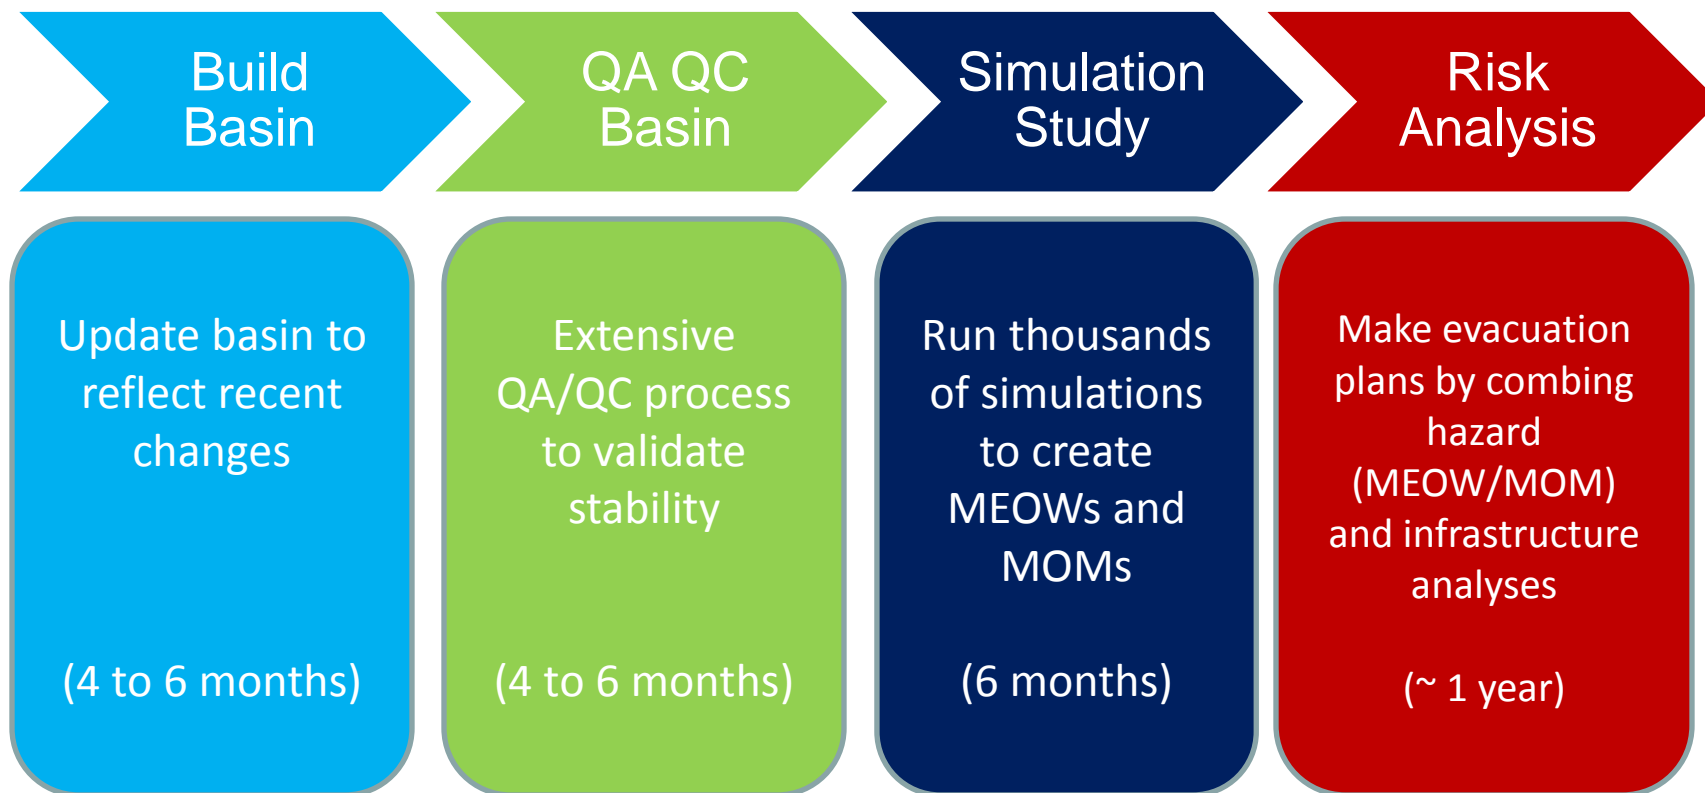 Build
Basin
QA QC
Basin
Simulation
Study
Risk
Analysis
Update basin to
reflect recent
changes
(4 to 6 months)
Extensive
QA/QC process
to validate
stability
(4 to 6 months)
Run thousands
of simulations
to create
MEOWs and
MOMs
(6 months)
Make evacuation
plans by combing
hazard
(MEOW/MOM)
and infrastructure
analyses
(~ 1 year)